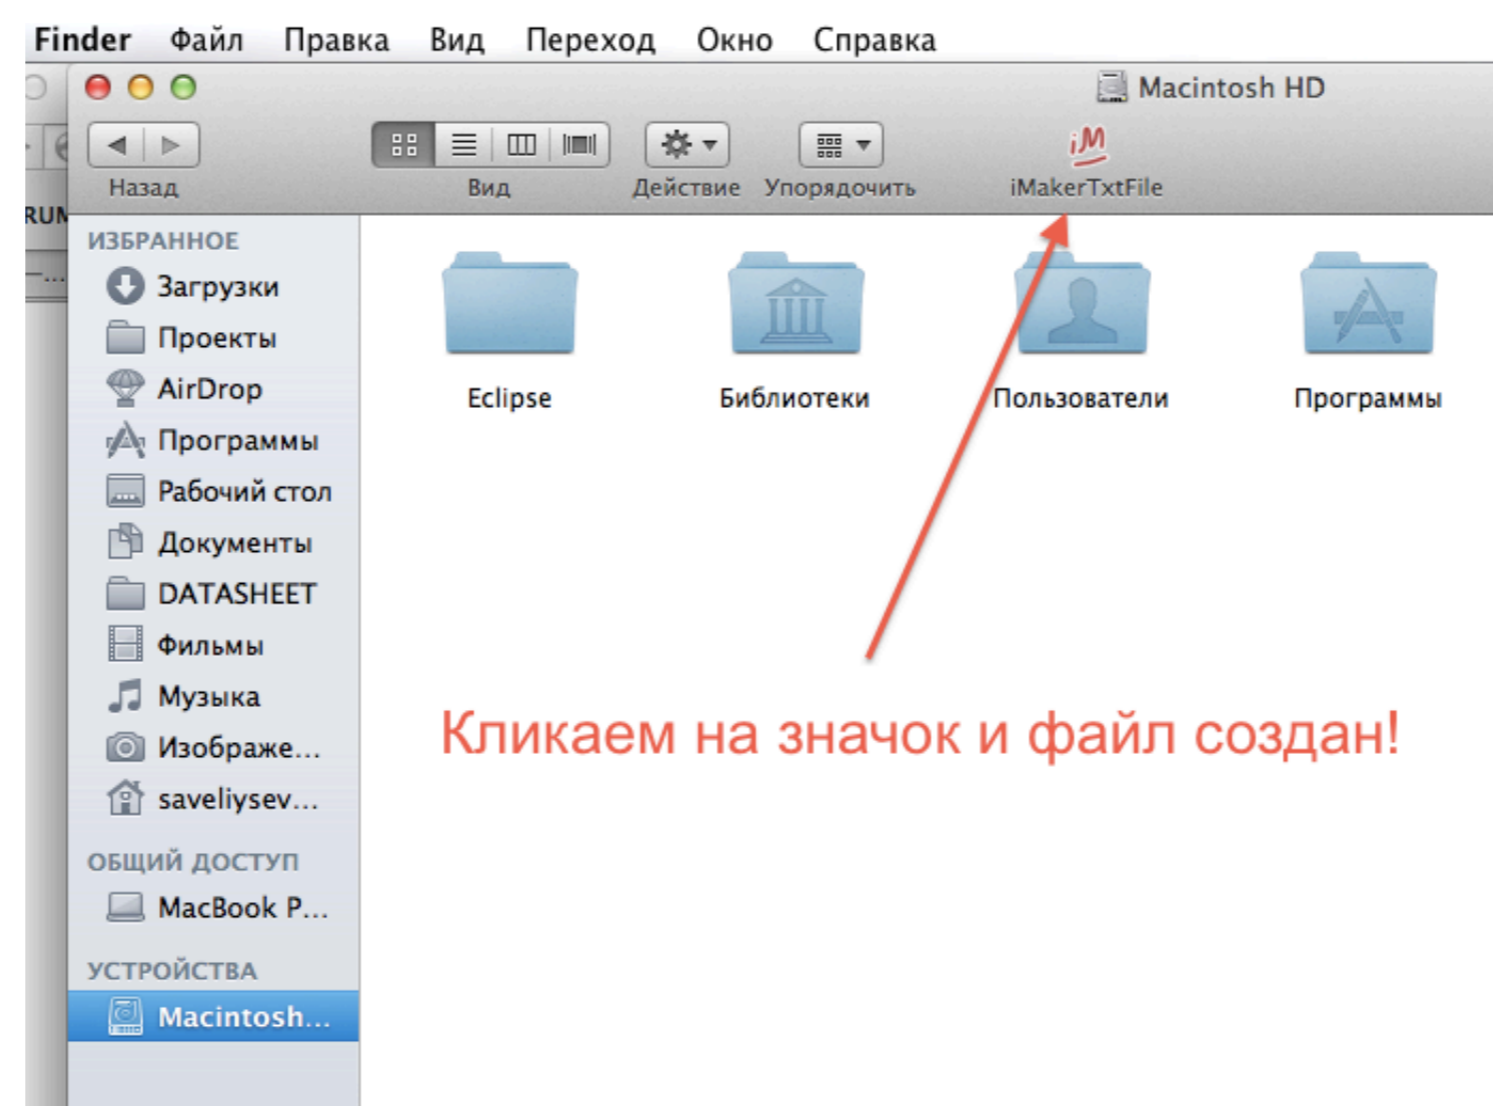 Finder Файл Правка Вид Переход Окно Справка
Macintosh HD
Назад Вид Действие Упорядочить iMakerTxtFile
iM
RUM
ИЗБРАННОЕ
Загрузки
Проекты
AirDrop
Программы
Рабочий стол
Документы
DATASHEET
Фильмы
Музыка
Изображе...
saveliysev...
ОБЩИЙ ДОСТУП
MacBook P...
УСТРОЙСТВА
Macintosh...
Eclipse Библиотеки Пользователи Программы
Кликаем на значок и файл создан!